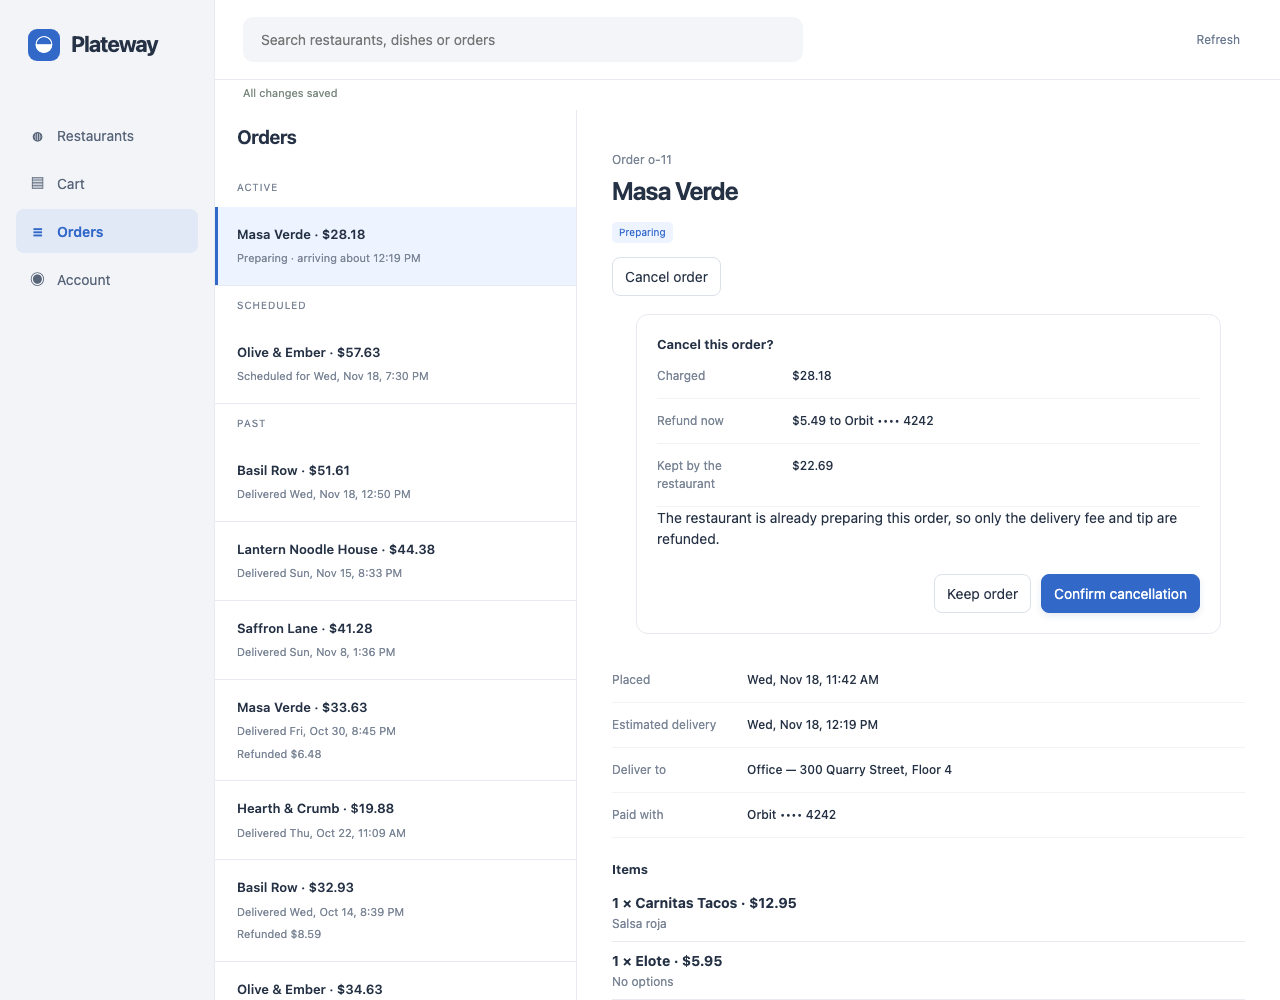 Plateway
Restaurants
Cart
Orders
Account
Search restaurants, dishes or orders
Refresh
All changes saved
Orders
ACTIVE
Masa Verde · $28.18
Preparing · arriving about 12:19 PM
SCHEDULED
Olive & Ember · $57.63
Scheduled for Wed, Nov 18, 7:30 PM
PAST
Basil Row · $51.61
Delivered Wed, Nov 18, 12:50 PM
Lantern Noodle House · $44.38
Delivered Sun, Nov 15, 8:33 PM
Saffron Lane · $41.28
Delivered Sun, Nov 8, 1:36 PM
Masa Verde · $33.63
Delivered Fri, Oct 30, 8:45 PM
Refunded $6.48
Hearth & Crumb · $19.88
Delivered Thu, Oct 22, 11:09 AM
Basil Row · $32.93
Delivered Wed, Oct 14, 8:39 PM
Refunded $8.59
Olive & Ember · $34.63
Order o-11
Masa Verde
Preparing
Cancel order
Cancel this order?
Charged $28.18
Refund now $5.49 to Orbit •••• 4242
Kept by the $22.69
restaurant
The restaurant is already preparing this order, so only the delivery fee and tip are
refunded.
Keep order
Confirm cancellation
Placed Wed, Nov 18, 11:42 AM
Estimated delivery Wed, Nov 18, 12:19 PM
Deliver to Office — 300 Quarry Street, Floor 4
Paid with Orbit •••• 4242
Items
1 × Carnitas Tacos · $12.95
Salsa roja
1 × Elote · $5.95
No options